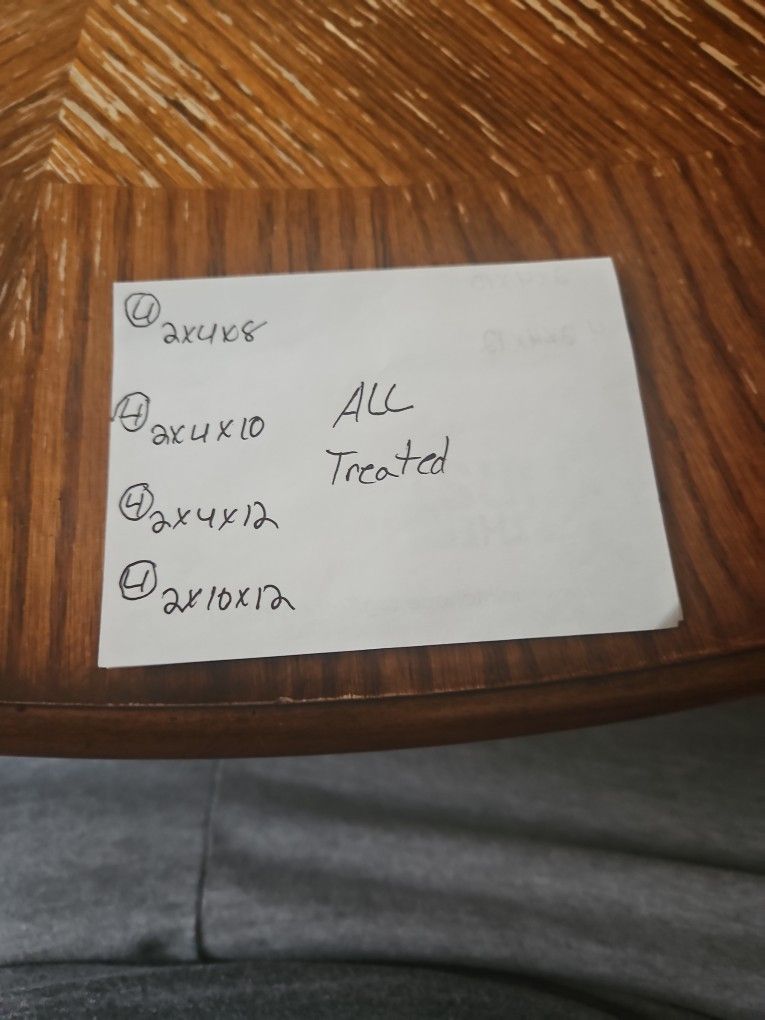 ④ 2x4x8
④ 2x4x10
④ 2x4x12
④ 2x10x12
ALL
Treated